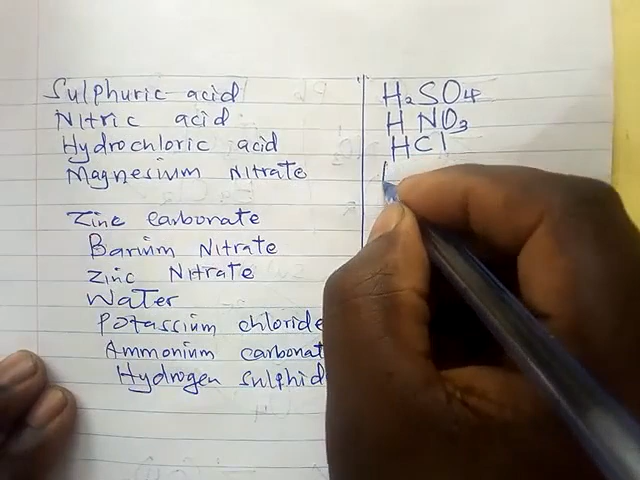 Sulphuric acid H₂SO₄
Nitric acid HNO₃
Hydrochloric acid HCl
Magnesium Nitrate
Zinc carbonate
Barium Nitrate
Zinc Nitrate
Water
Potassium chloride
Ammonium carbonat
Hydrogen sulphid